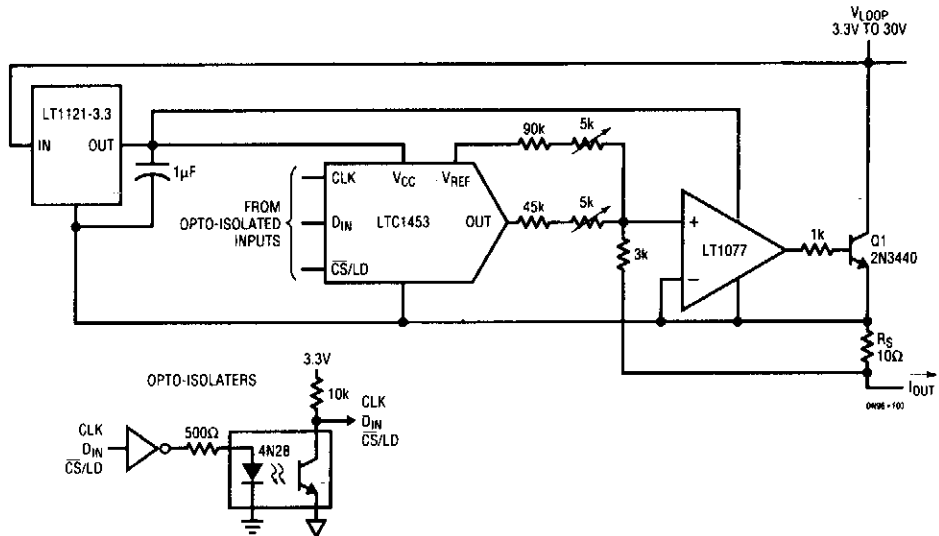 VLOOP
3.3V TO 30V
LT1121-3.3
IN
OUT
1µF
90k
5k
FROM
OPTO-ISOLATED
INPUTS
CLK
VCC
VREF
DIN
LTC1453
OUT
CS/LD
45k
5k
3k
+
LT1077
−
1k
Q1
2N3440
RS
10Ω
IOUT
OPTO-ISOLATERS
3.3V
10k
CLK
DIN
CS/LD
CLK
DIN
CS/LD
500Ω
4N28